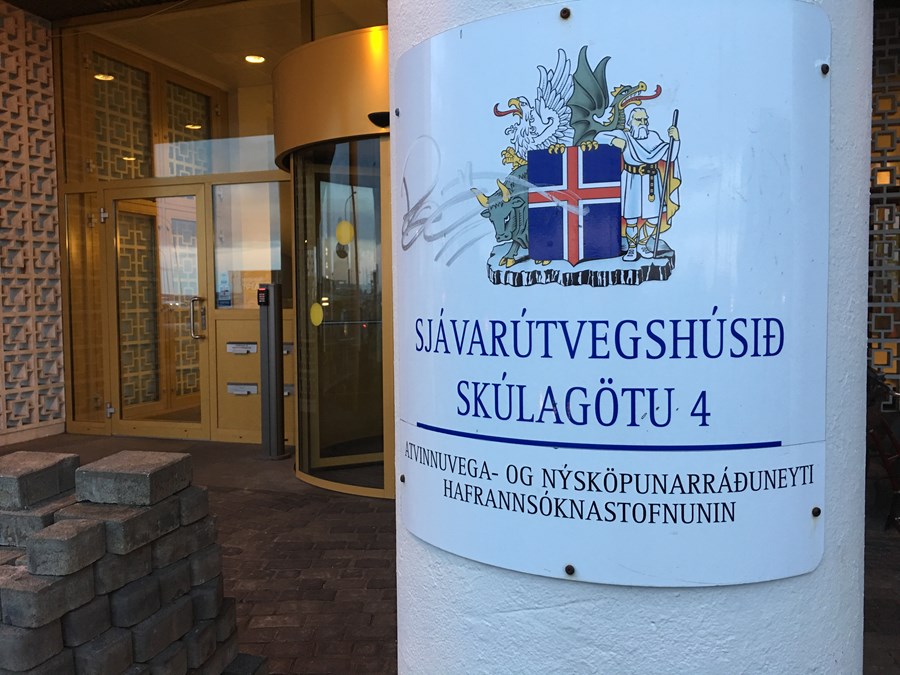 SJÁVARÚTVEGSHÚSIÐ
SKÚLAGÖTU 4
ATVINNUVEGA- OG NÝSKÖPUNARRÁÐUNEYTI
HAFRANNSÓKNASTOFNUNIN